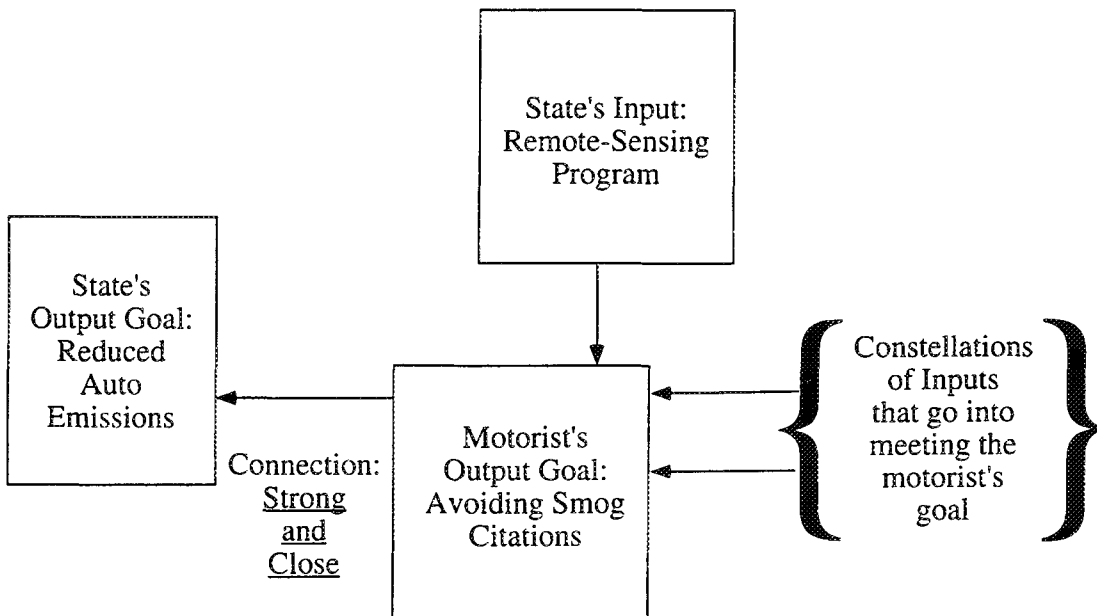 State's Input:
Remote-Sensing
Program
State's
Output Goal:
Reduced
Auto
Emissions
Connection:
Strong
and
Close
Motorist's
Output Goal:
Avoiding Smog
Citations
Constellations
of Inputs
that go into
meeting the
motorist's
goal